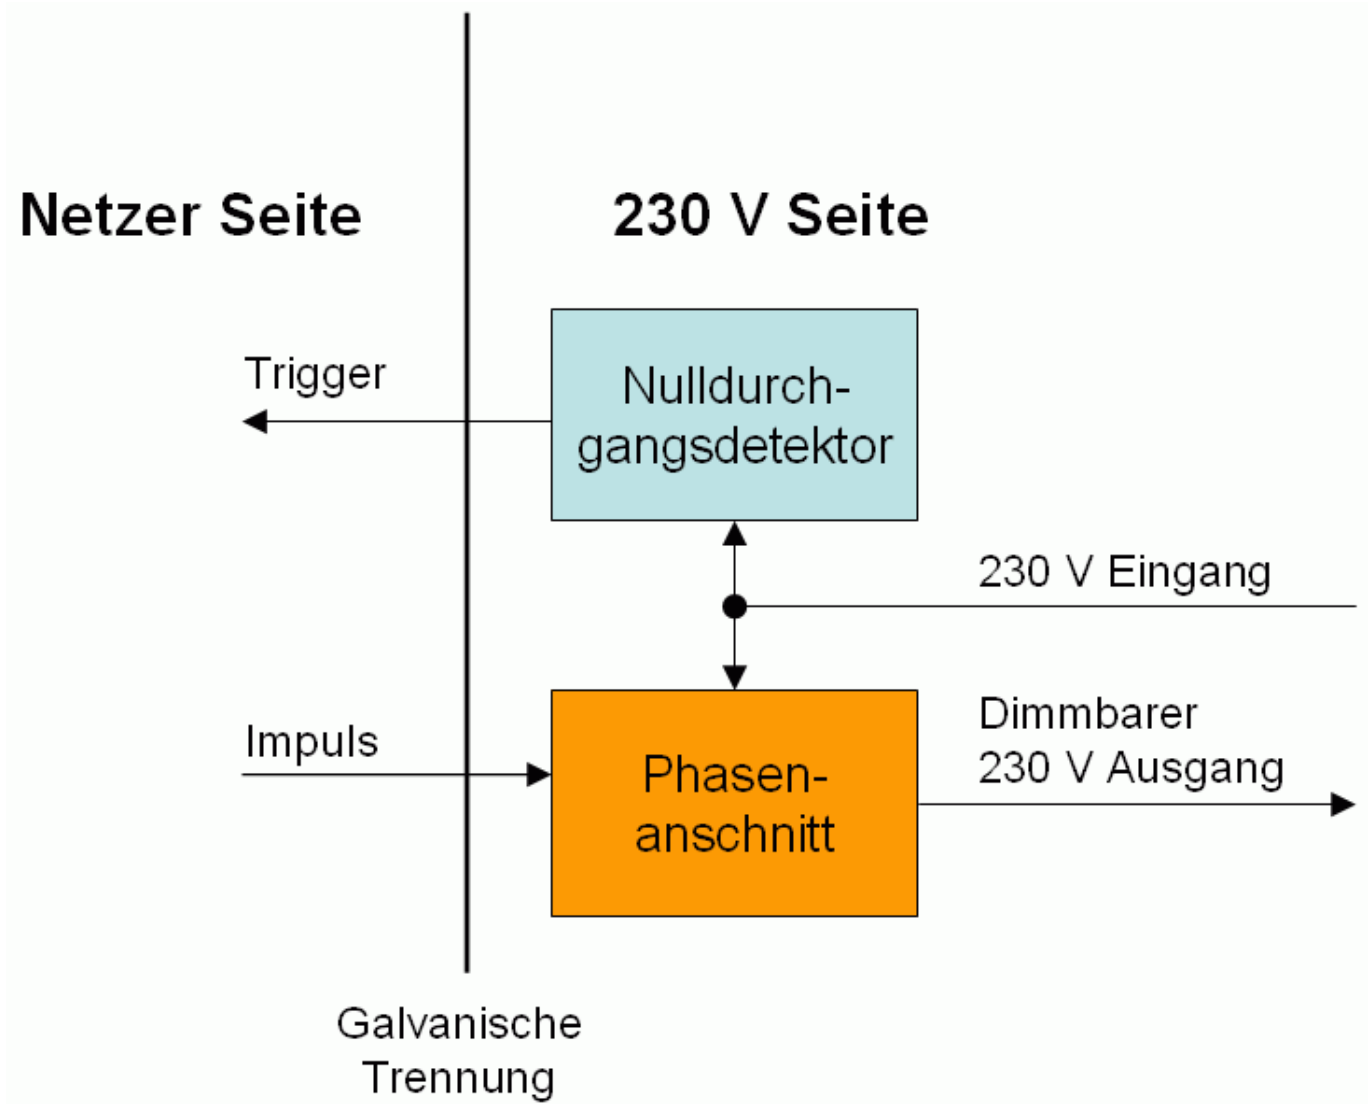 Netzer Seite
230 V Seite
Trigger
Nulldurch-
gangsdetektor
230 V Eingang
Impuls
Phasen-
anschnitt
Dimmbarer
230 V Ausgang
Galvanische
Trennung